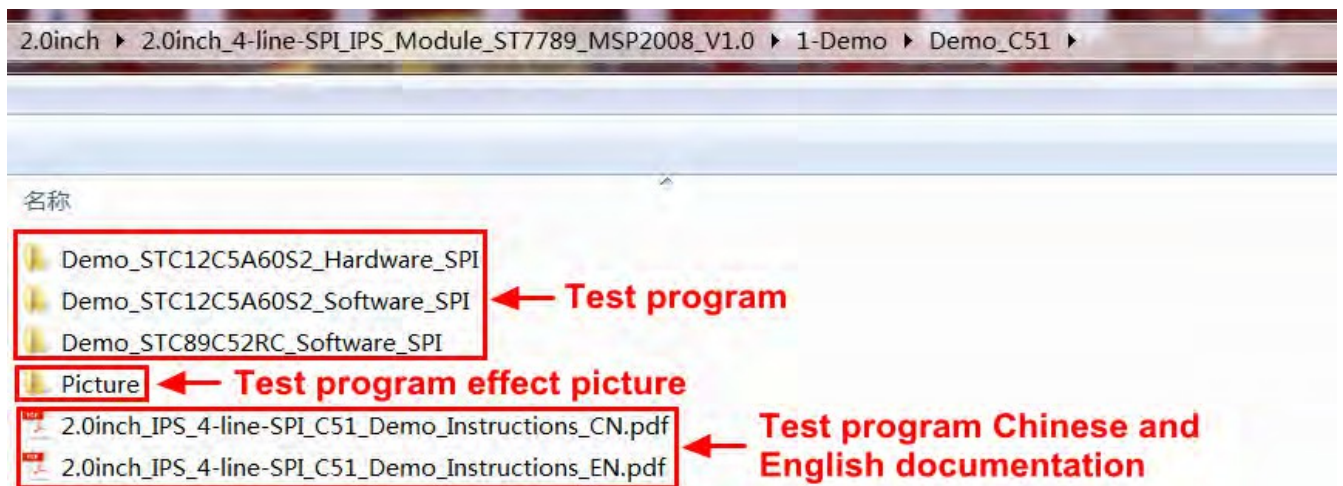 2.0inch ▸ 2.0inch_4-line-SPI_IPS_Module_ST7789_MSP2008_V1.0 ▸ 1-Demo ▸ Demo_C51 ▸
名称
Demo_STC12C5A60S2_Hardware_SPI
Demo_STC12C5A60S2_Software_SPI
Test program
Demo_STC89C52RC_Software_SPI
Picture
Test program effect picture
2.0inch_IPS_4-line-SPI_C51_Demo_Instructions_CN.pdf
2.0inch_IPS_4-line-SPI_C51_Demo_Instructions_EN.pdf
Test program Chinese and
English documentation